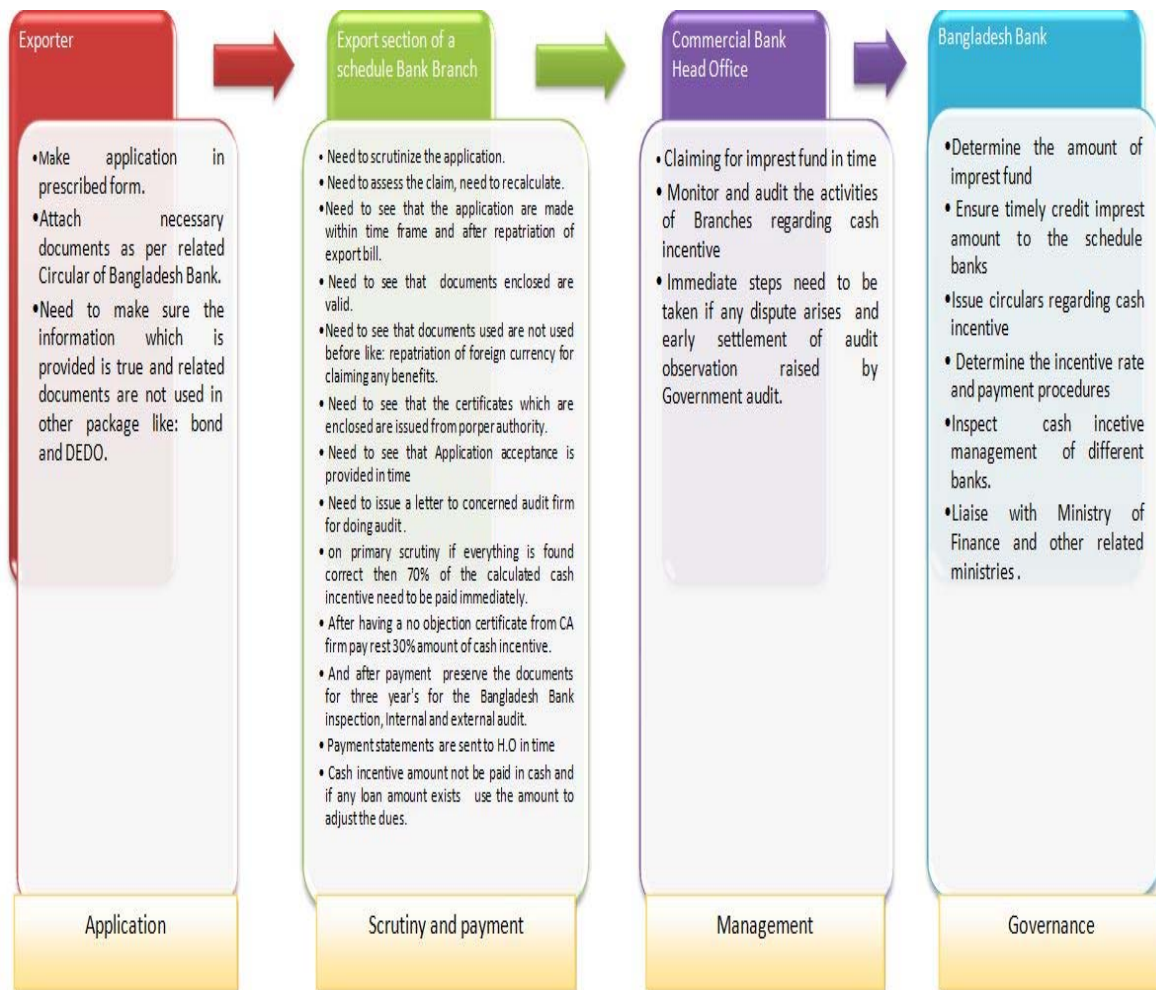 Exporter
•Make application in
prescribed form.
•Attach necessary
documents as per related
Circular of Bangladesh Bank.
•Need to make sure the
information which is
provided is true and related
documents are not used in
other package like: bond
and DEDO.
Application
Export section of a
schedule Bank Branch
• Need to scrutinize the application.
•Need to assess the claim, need to recalculate.
•Need to see that the application are made
within time frame and after repatriation of
export bill.
•Need to see that documents enclosed are
valid.
•Need to see that documents used are not used
before like: repatriation of foreign currency for
claiming any benefits.
•Need to see that the certificates which are
enclosed are issued from porper authority.
•Need to see that Application acceptance is
provided in time
• Need to issue a letter to concerned audit firm
for doing audit .
• on primary scrutiny if everything is found
correct then 70% of the calculated cash
incentive need to be paid immediately.
• After having a no objection certificate from CA
firm pay rest 30% amount of cash incentive.
• And after payment preserve the documents
for three year's for the Bangladesh Bank
inspection, Internal and external audit.
•Payment statements are sent to H.O in time
• Cash incentive amount not be paid in cash and
if any loan amount exists use the amount to
adjust the dues.
Scrutiny and payment
Commercial Bank
Head Office
• Claiming for imprest fund in time
• Monitor and audit the activities
of Branches regarding cash
incentive
• Immediate steps need to be
taken if any dispute arises and
early settlement of audit
observation raised by
Government audit.
Management
Bangladesh Bank
•Determine the amount of
imprest fund
• Ensure timely credit imprest
amount to the schedule
banks
•Issue circulars regarding cash
incentive
• Determine the incentive rate
and payment procedures
•Inspect cash incetive
management of different
banks.
•Liaise with Ministry of
Finance and other related
ministries .
Governance